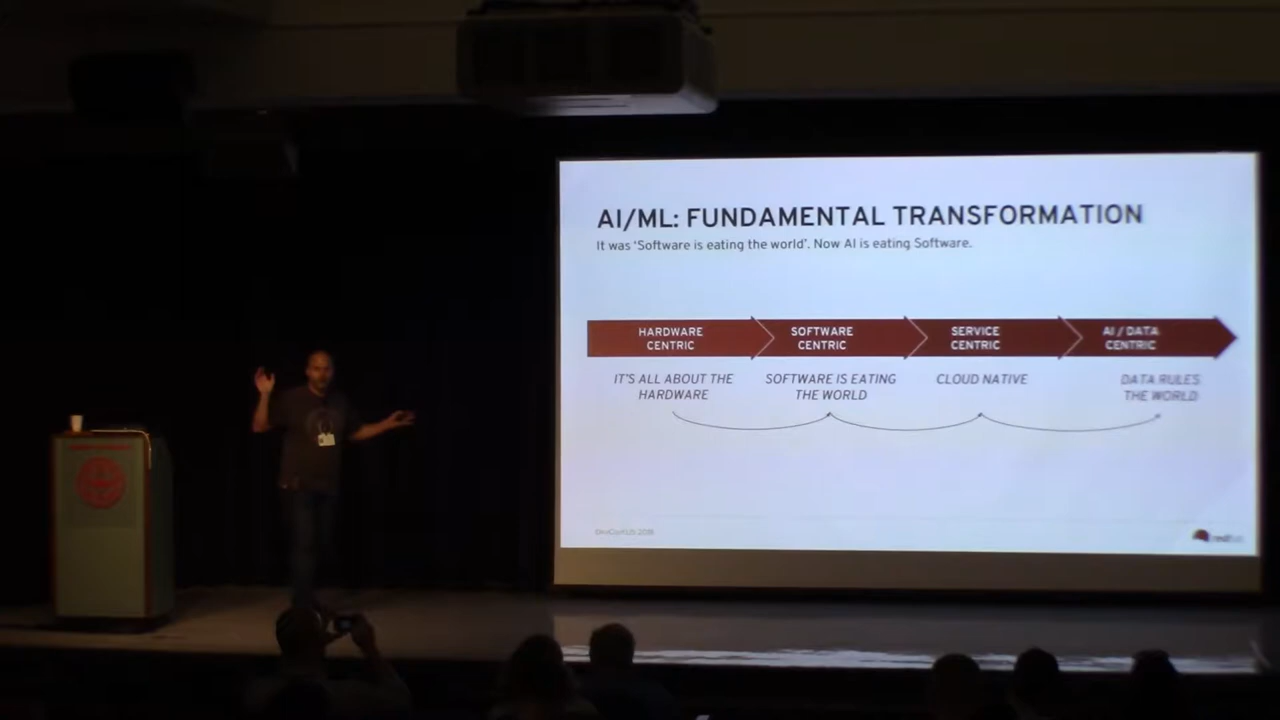 AI/ML: FUNDAMENTAL TRANSFORMATION
It was 'Software is eating the world'. Now AI is eating Software.
HARDWARE
CENTRIC
SOFTWARE
CENTRIC
SERVICE
CENTRIC
AI / DATA
CENTRIC
IT'S ALL ABOUT THE
HARDWARE
SOFTWARE IS EATING
THE WORLD
CLOUD NATIVE
DATA RULES
THE WORLD
redhat